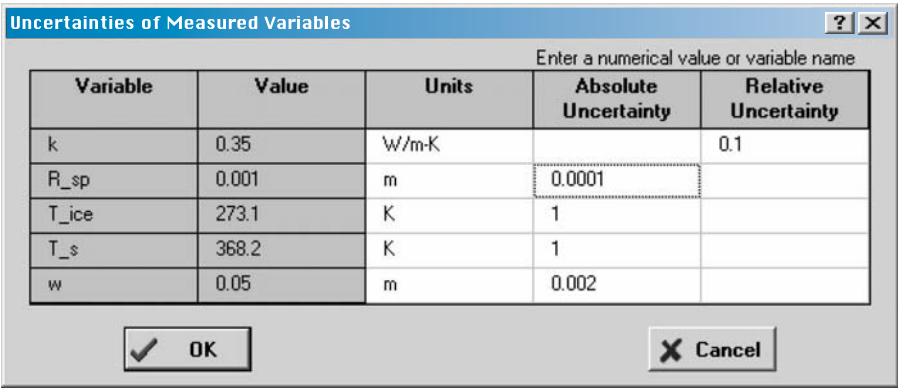 Uncertainties of Measured Variables
Enter a numerical value or variable name
Variable Value Units Absolute Uncertainty Relative Uncertainty
k 0.35 W/m-K 0.1
R_sp 0.001 m 0.0001
T_ice 273.1 K 1
T_s 368.2 K 1
w 0.05 m 0.002
OK Cancel